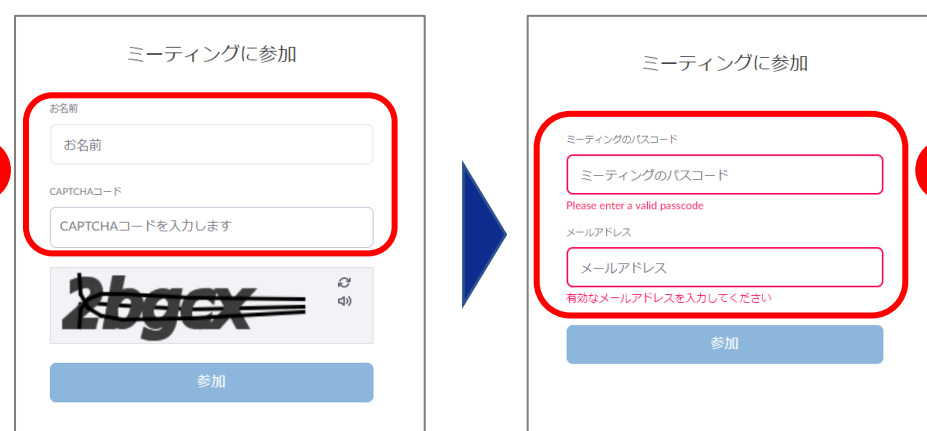 ミーティングに参加
お名前
お名前
CAPTCHAコード
CAPTCHAコードを入力します
2bgcx
参加
ミーティングに参加
ミーティングのパスコード
ミーティングのパスコード
Please enter a valid passcode
メールアドレス
メールアドレス
有効なメールアドレスを入力してください
参加